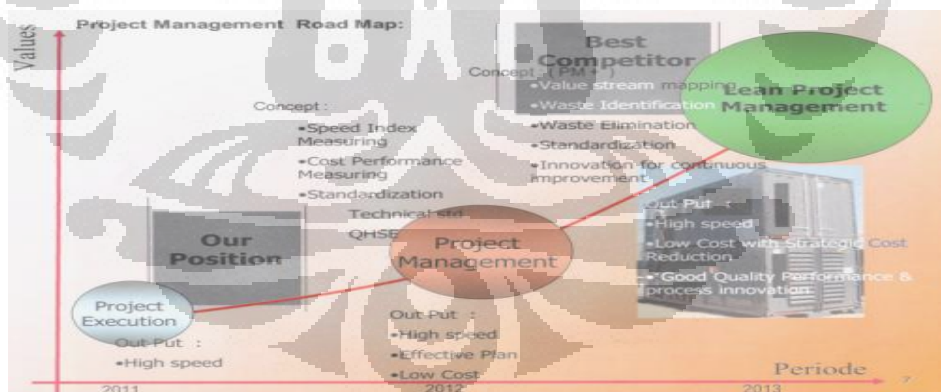 Project Management Road Map:
Values
Best
Competitor
Concept ( PM + )
•Value stream mapping
•Waste Identification
•Waste Elimination
•Standardization
•Innovation for continuous
improvement
Lean Project
Management
Concept :
•Speed Index
Measuring
•Cost Performance
Measuring
•Standardization
Technical std
QHSE
Our
Position
Project
Management
Out Put :
•High speed
•Low Cost with Strategic Cost
Reduction
•Good Quality Performance &
process innovation
Project
Execution
Out Put :
•High speed
Out Put :
•High speed
•Effective Plan
•Low Cost
Periode
2011
2012
2013
7